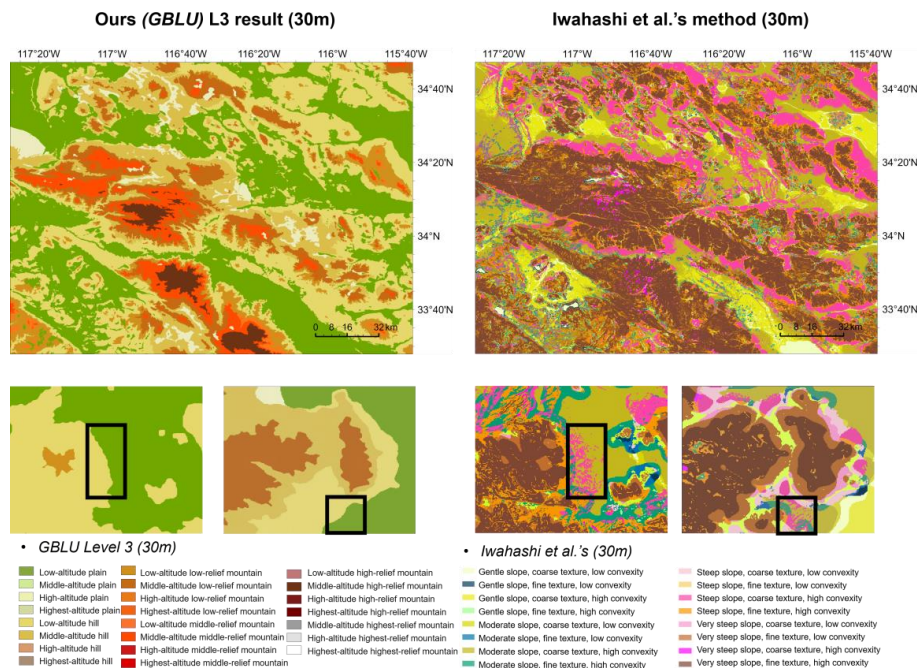 Ours (GBLU) L3 result (30m)
Iwahashi et al.'s method (30m)
117°20'W 117°W 116°40'W 116°20'W 116°W 115°40'W
117°20'W 117°W 116°40'W 116°20'W 116°W 115°40'W
34°40'N
34°20'N
34°N
33°40'N
0 8 16 32 km
34°40'N
34°20'N
34°N
33°40'N
0 8 16 32 km
• GBLU Level 3 (30m)
Low-altitude plain
Middle-altitude plain
High-altitude plain
Highest-altitude plain
Low-altitude hill
Middle-altitude hill
High-altitude hill
Highest-altitude hill
Low-altitude low-relief mountain
Middle-altitude low-relief mountain
High-altitude low-relief mountain
Highest-altitude low-relief mountain
Low-altitude middle-relief mountain
Middle-altitude middle-relief mountain
High-altitude middle-relief mountain
Highest-altitude middle-relief mountain
Low-altitude high-relief mountain
Middle-altitude high-relief mountain
High-altitude high-relief mountain
Highest-altitude high-relief mountain
Middle-altitude highest-relief mountain
High-altitude highest-relief mountain
Highest-altitude highest-relief mountain
• Iwahashi et al.'s (30m)
Gentle slope, coarse texture, low convexity
Gentle slope, fine texture, low convexity
Gentle slope, coarse texture, high convexity
Gentle slope, fine texture, high convexity
Moderate slope, coarse texture, low convexity
Moderate slope, fine texture, low convexity
Moderate slope, coarse texture, high convexity
Moderate slope, fine texture, high convexity
Steep slope, coarse texture, low convexity
Steep slope, fine texture, low convexity
Steep slope, coarse texture, high convexity
Steep slope, fine texture, high convexity
Very steep slope, coarse texture, low convexity
Very steep slope, fine texture, low convexity
Very steep slope, coarse texture, high convexity
Very steep slope, fine texture, high convexity